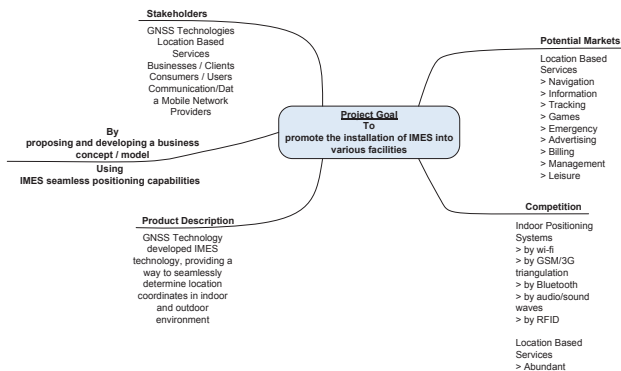 Stakeholders
GNSS Technologies
Location Based
Services
Businesses / Clients
Consumers / Users
Communication/Dat
a Mobile Network
Providers
By
proposing and developing a business
concept / model
Using
IMES seamless positioning capabilities
Product Description
GNSS Technology
developed IMES
technology, providing a
way to seamlessly
determine location
coordinates in indoor
and outdoor
environment
Project Goal
To
promote the installation of IMES into
various facilities
Potential Markets
Location Based
Services
> Navigation
> Information
> Tracking
> Games
> Emergency
> Advertising
> Billing
> Management
> Leisure
Competition
Indoor Positioning
Systems
> by wi-fi
> by GSM/3G
triangulation
> by Bluetooth
> by audio/sound
waves
> by RFID
Location Based
Services
> Abundant